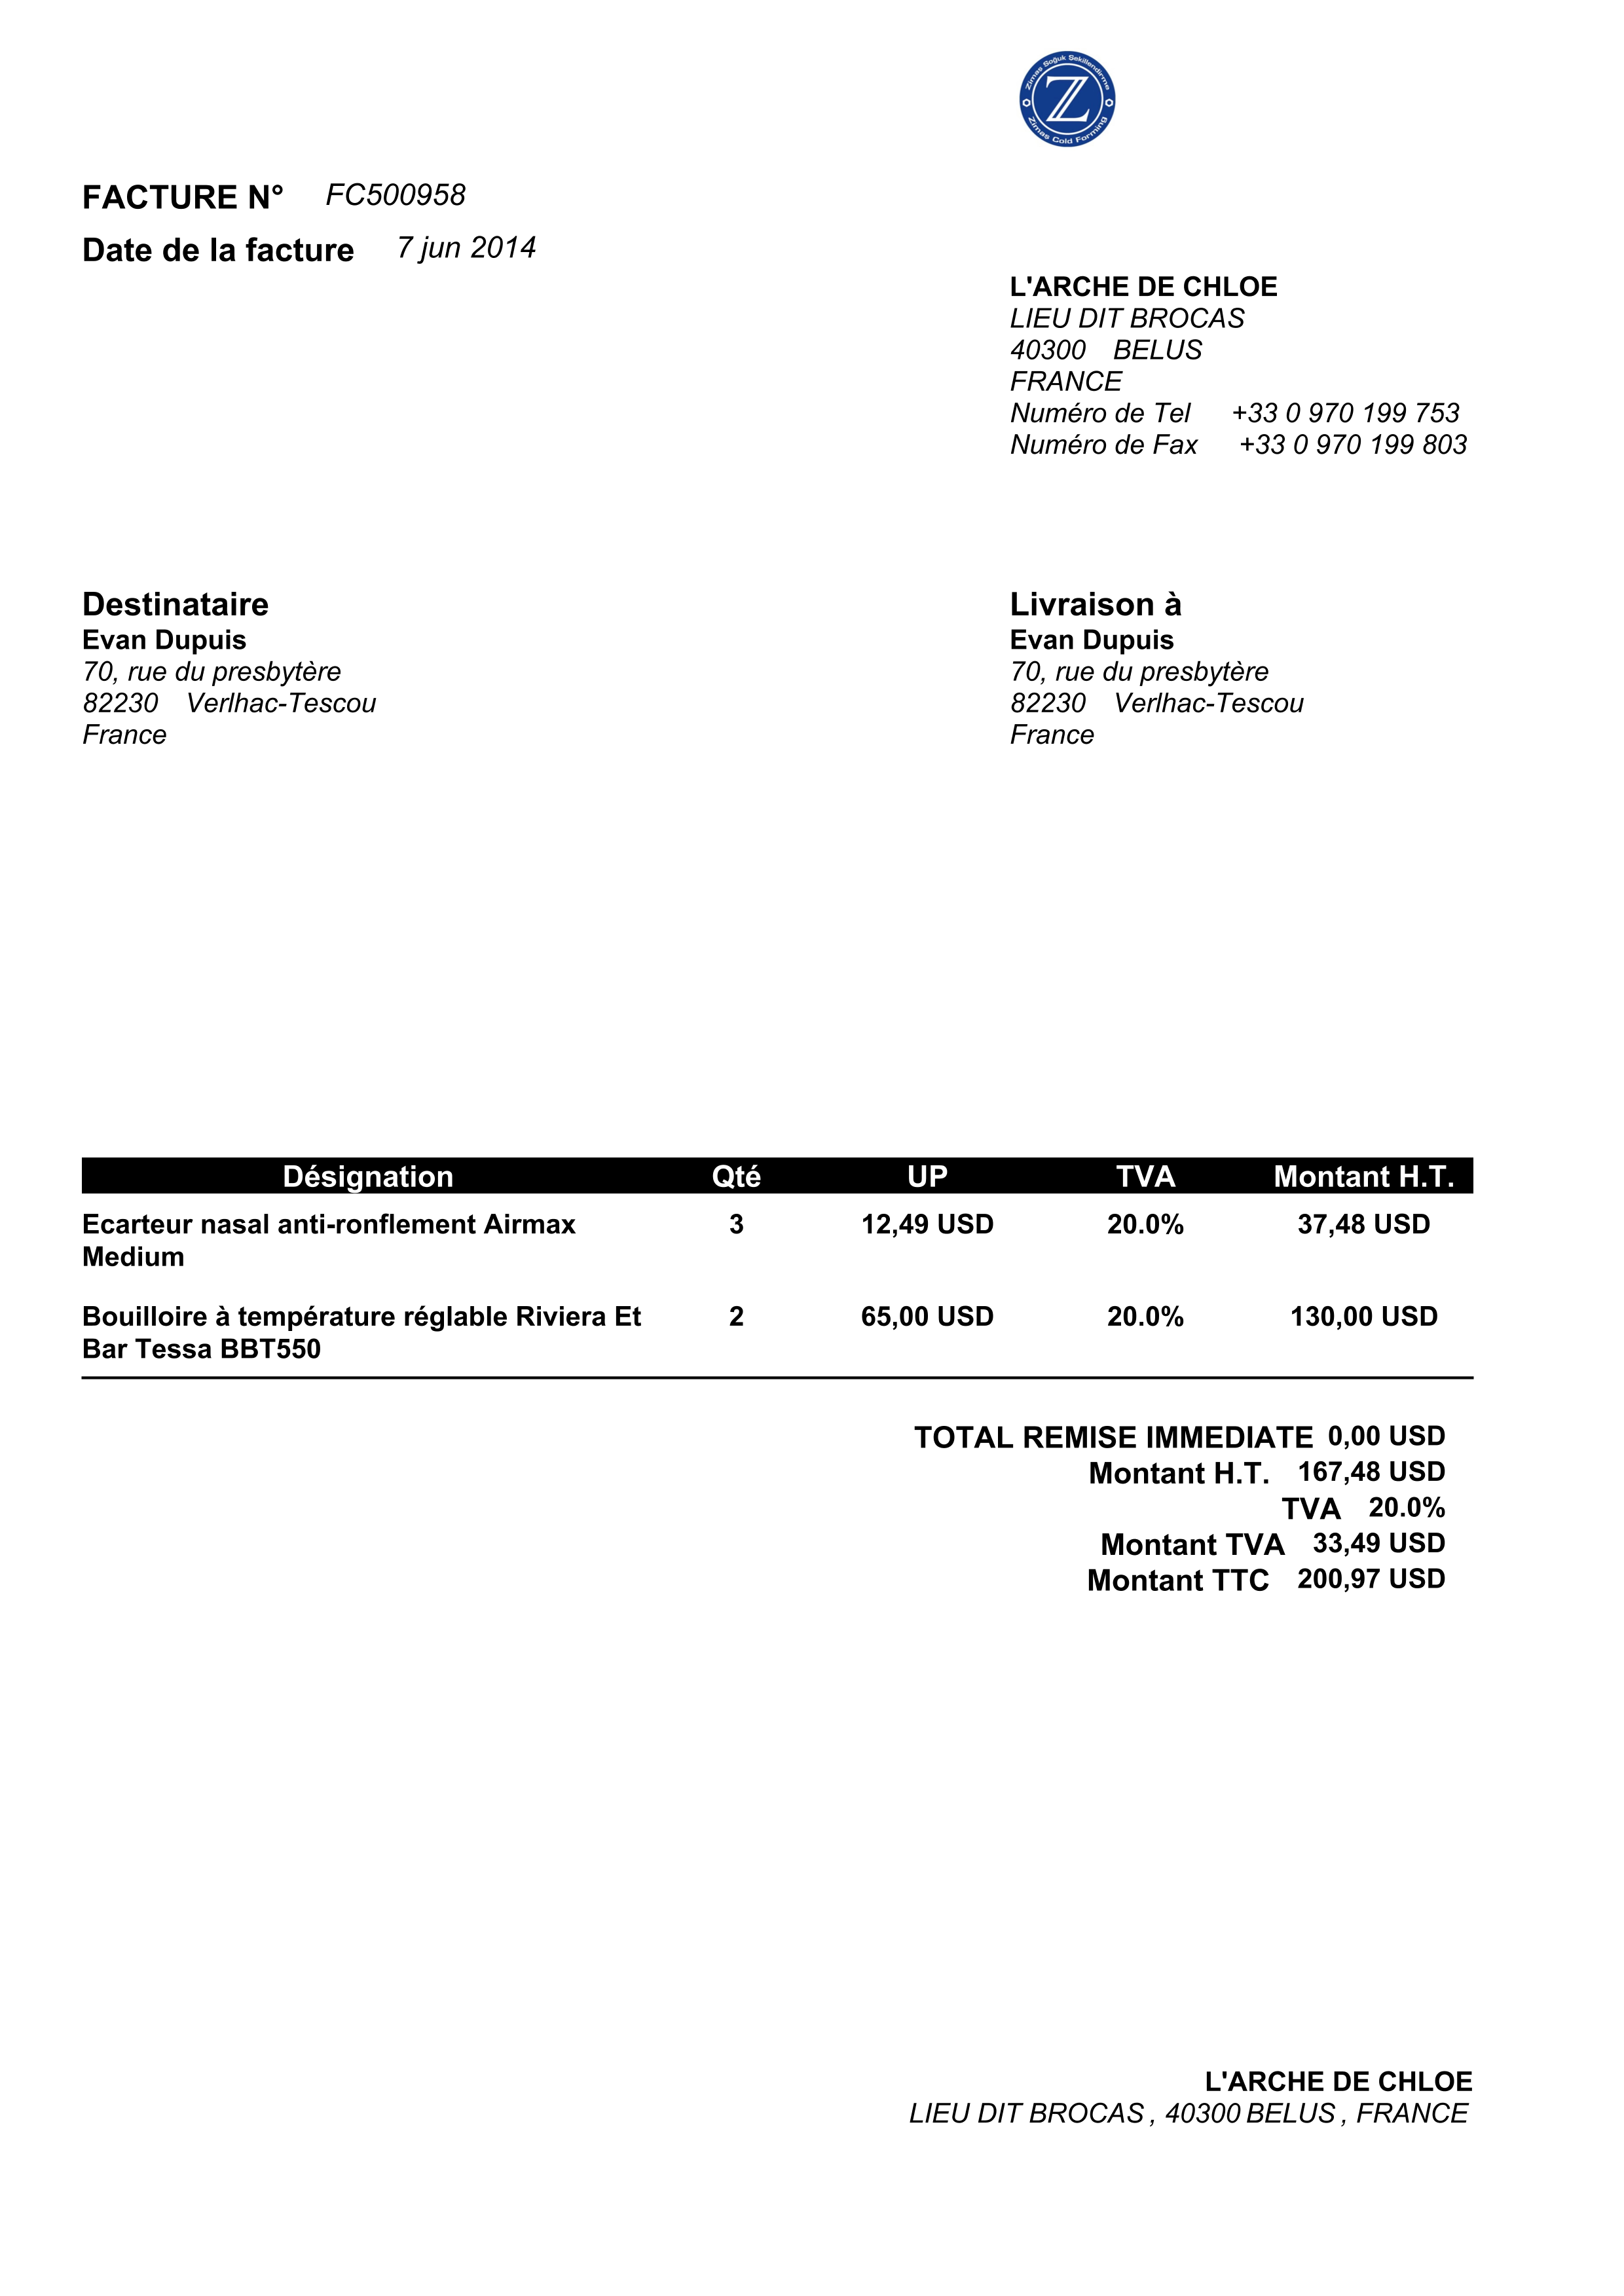 Zimas Soğuk Sekillendirme
Z
Zimas Cold Forming
FACTURE N° FC500958
Date de la facture 7 jun 2014
L'ARCHE DE CHLOE
LIEU DIT BROCAS
40300 BELUS
FRANCE
Numéro de Tel +33 0 970 199 753
Numéro de Fax +33 0 970 199 803
Destinataire
Evan Dupuis
70, rue du presbytère
82230 Verlhac-Tescou
France
Livraison à
Evan Dupuis
70, rue du presbytère
82230 Verlhac-Tescou
France
Désignation Qté UP TVA Montant H.T.
Ecarteur nasal anti-ronflement Airmax 3 12,49 USD 20.0% 37,48 USD
Medium
Bouilloire à température réglable Riviera Et 2 65,00 USD 20.0% 130,00 USD
Bar Tessa BBT550
TOTAL REMISE IMMEDIATE 0,00 USD
Montant H.T. 167,48 USD
TVA 20.0%
Montant TVA 33,49 USD
Montant TTC 200,97 USD
L'ARCHE DE CHLOE
LIEU DIT BROCAS , 40300 BELUS , FRANCE